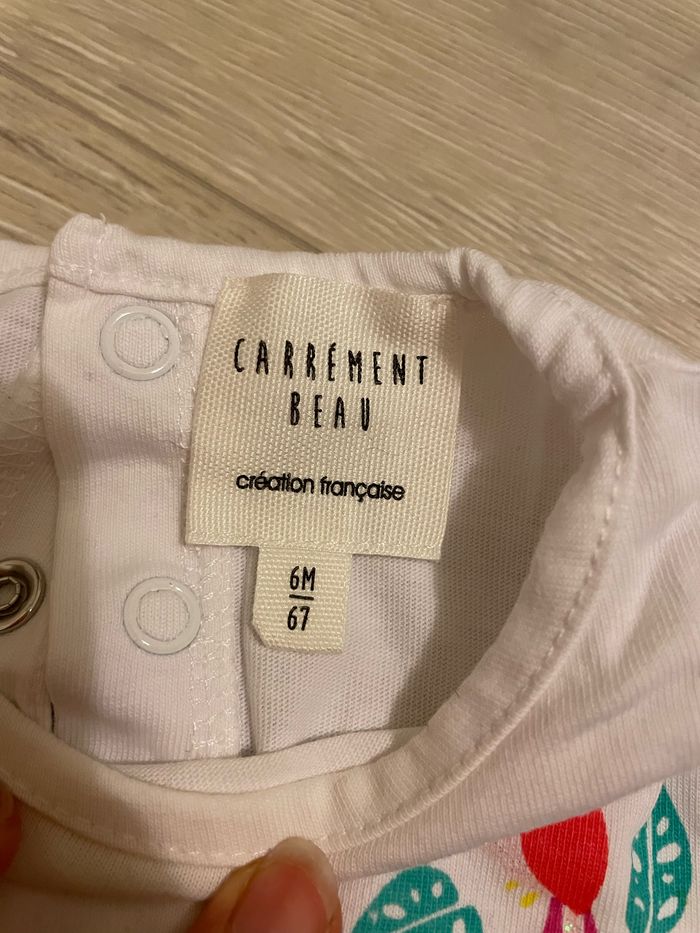 CARRÉMENT
BEAU
création française
6M
67